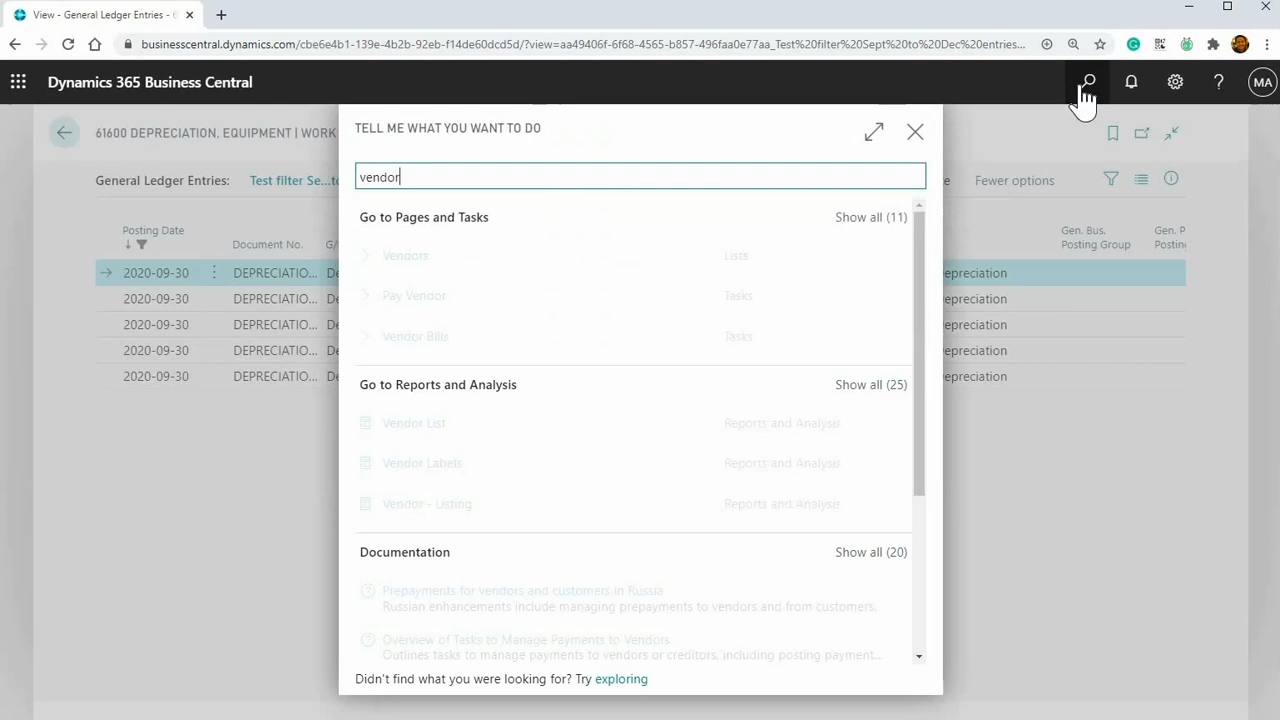 View - General Ledger Entries - 6
businesscentral.dynamics.com/cbe6e4b1-139e-4b2b-92eb-f14de60dcd5d/?view=aa49406f-6f68-4565-b857-496faa0e77aa_Test%20filter%20Sept%20to%20Dec%20entries...
Dynamics 365 Business Central
MA
61600 DEPRECIATION, EQUIPMENT | WORK
General Ledger Entries: Test filter Se...to
Fewer options
Posting Date
Document No.
G/
Gen. Bus.
Posting Group
Gen. P
Postin
2020-09-30 DEPRECIATIO... De epreciation
2020-09-30 DEPRECIATIO... De epreciation
2020-09-30 DEPRECIATIO... De epreciation
2020-09-30 DEPRECIATIO... De epreciation
2020-09-30 DEPRECIATIO... De epreciation
TELL ME WHAT YOU WANT TO DO
vendor
Go to Pages and Tasks Show all (11)
Vendors Lists
Pay Vendor Tasks
Vendor Bills Tasks
Go to Reports and Analysis Show all (25)
Vendor List Reports and Analysis
Vendor Labels Reports and Analysis
Vendor - Listing Reports and Analysis
Documentation Show all (20)
Prepayments for vendors and customers in Russia
Russian enhancements include managing prepayments to vendors and from customers.
Overview of Tasks to Manage Payments to Vendors
Outlines tasks to manage payments to vendors or creditors, including posting payment...
Didn't find what you were looking for? Try exploring